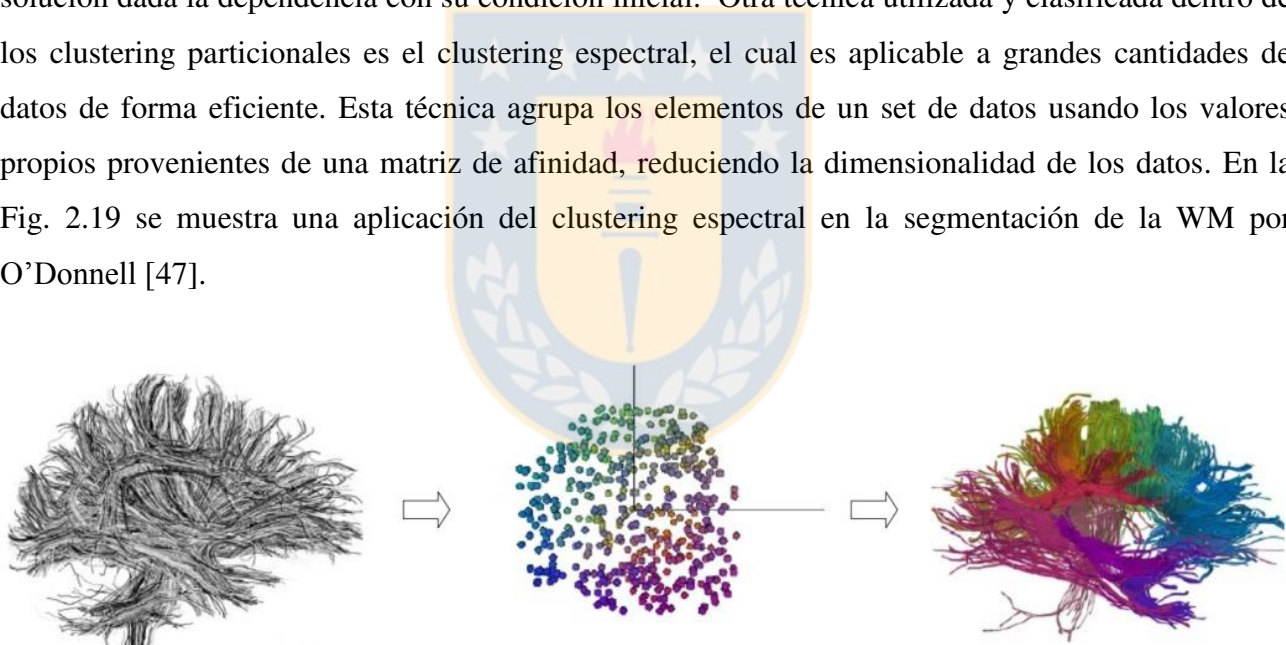 solución dada la dependencia con su condición inicial. Otra técnica utilizada y clasificada dentro de
los clustering particionales es el clustering espectral, el cual es aplicable a grandes cantidades de
datos de forma eficiente. Esta técnica agrupa los elementos de un set de datos usando los valores
propios provenientes de una matriz de afinidad, reduciendo la dimensionalidad de los datos. En la
Fig. 2.19 se muestra una aplicación del clustering espectral en la segmentación de la WM por
O’Donnell [47].